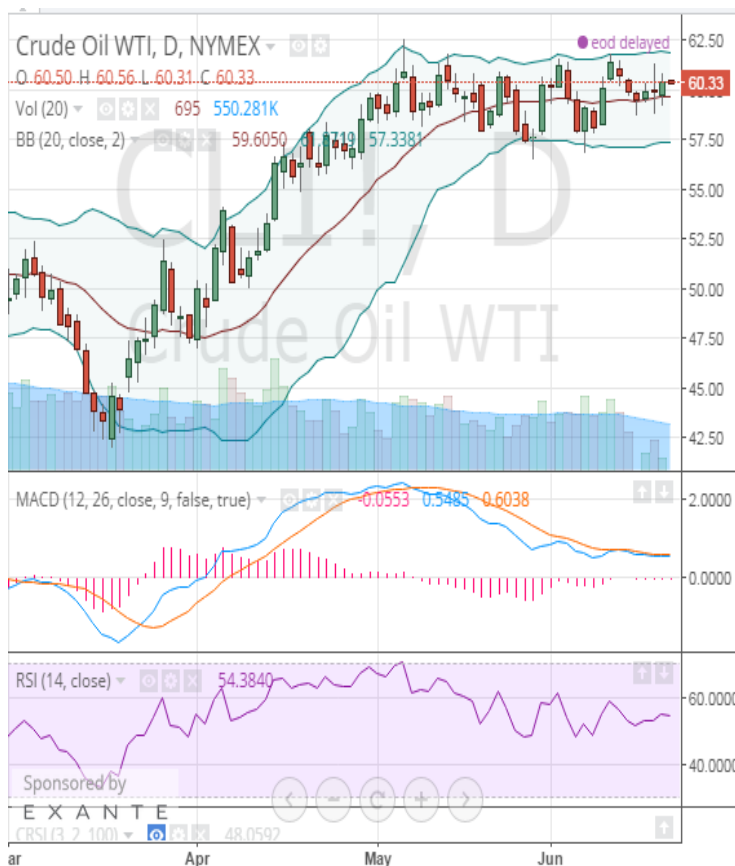 Crude Oil WTI, D, NYMEX
eod delayed
O 60.50 H 60.56 L 60.31 C 60.33
Vol (20) 695 550.281K
BB (20, close, 2) 59.6050 57.3381
CL1!, D
Crude Oil WTI
62.50
60.33
57.50
55.00
52.50
50.00
47.50
45.00
42.50
MACD (12, 26, close, 9, false, true) -0.0553 0.5485 0.6038
2.0000
0.0000
RSI (14, close) 54.3840
60.0000
40.0000
Sponsored by
EXANTE
CRSI (3, 2, 100) 48.0592
ar Apr May Jun